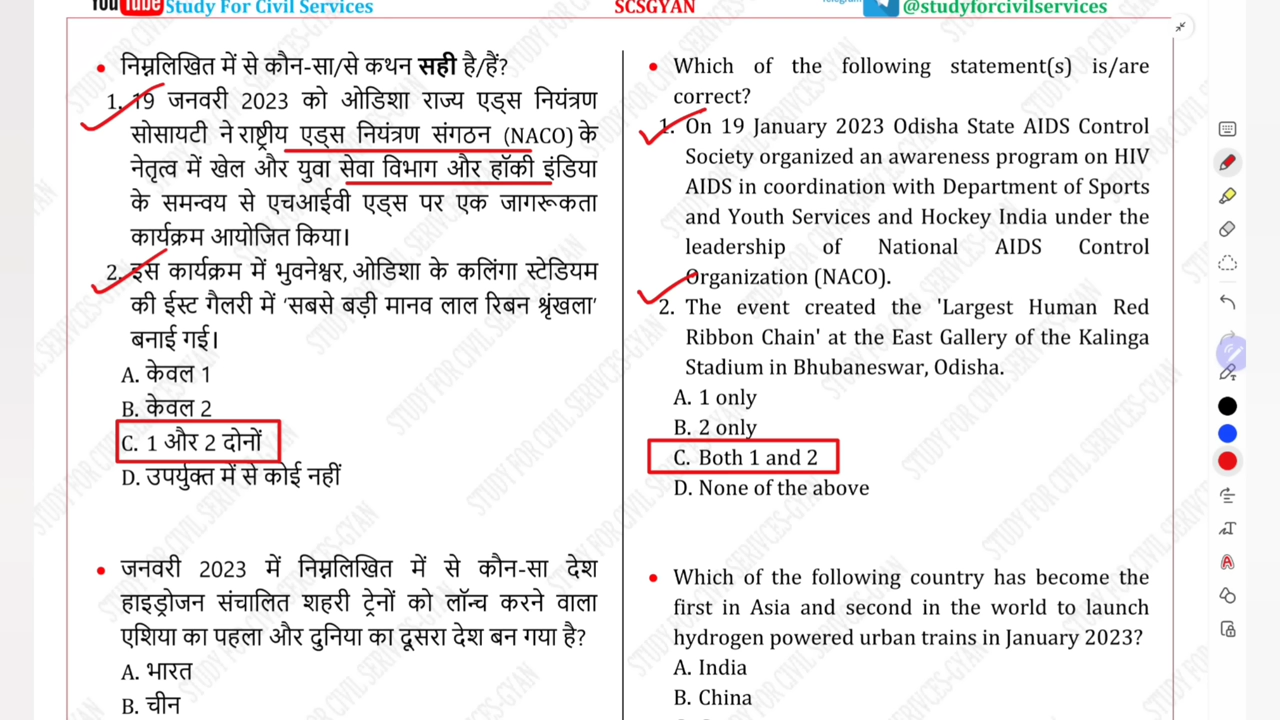 You Tube Study For Civil Services
SCSGYAN
Telegram
@studyforcivilservices
• निम्नलिखित में से कौन-सा/से कथन सही है/हैं?
1. 19 जनवरी 2023 को ओडिशा राज्य एड्स नियंत्रण
सोसायटी ने राष्ट्रीय एड्स नियंत्रण संगठन (NACO) के
नेतृत्व में खेल और युवा सेवा विभाग और हॉकी इंडिया
के समन्वय से एचआईवी एड्स पर एक जागरूकता
कार्यक्रम आयोजित किया।
2. इस कार्यक्रम में भुवनेश्वर, ओडिशा के कलिंगा स्टेडियम
की ईस्ट गैलरी में 'सबसे बड़ी मानव लाल रिबन श्रृंखला'
बनाई गई।
A. केवल 1
B. केवल 2
C. 1 और 2 दोनों
D. उपर्युक्त में से कोई नहीं
• जनवरी 2023 में निम्नलिखित में से कौन-सा देश
हाइड्रोजन संचालित शहरी ट्रेनों को लॉन्च करने वाला
एशिया का पहला और दुनिया का दूसरा देश बन गया है?
A. भारत
B. चीन
• Which of the following statement(s) is/are
correct?
1. On 19 January 2023 Odisha State AIDS Control
Society organized an awareness program on HIV
AIDS in coordination with Department of Sports
and Youth Services and Hockey India under the
leadership of National AIDS Control
Organization (NACO).
2. The event created the 'Largest Human Red
Ribbon Chain' at the East Gallery of the Kalinga
Stadium in Bhubaneswar, Odisha.
A. 1 only
B. 2 only
C. Both 1 and 2
D. None of the above
• Which of the following country has become the
first in Asia and second in the world to launch
hydrogen powered urban trains in January 2023?
A. India
B. China